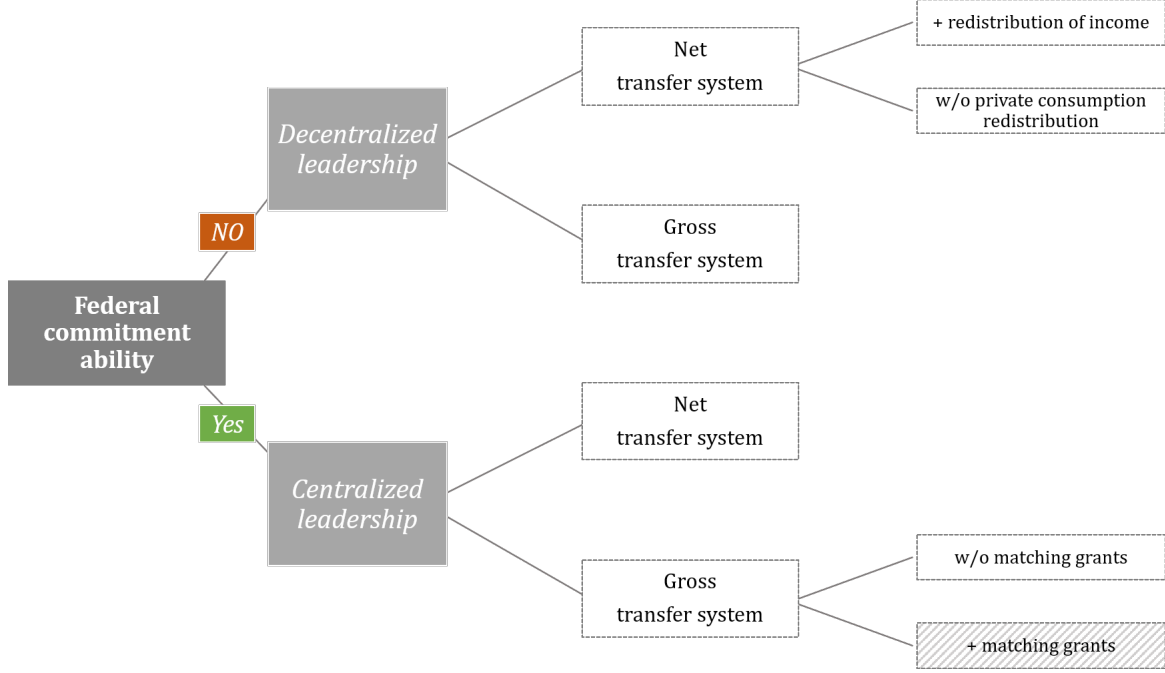 Federal
commitment
ability
NO
Yes
Decentralized
leadership
Centralized
leadership
Net
transfer system
Gross
transfer system
Net
transfer system
Gross
transfer system
+ redistribution of income
w/o private consumption
redistribution
w/o matching grants
+ matching grants